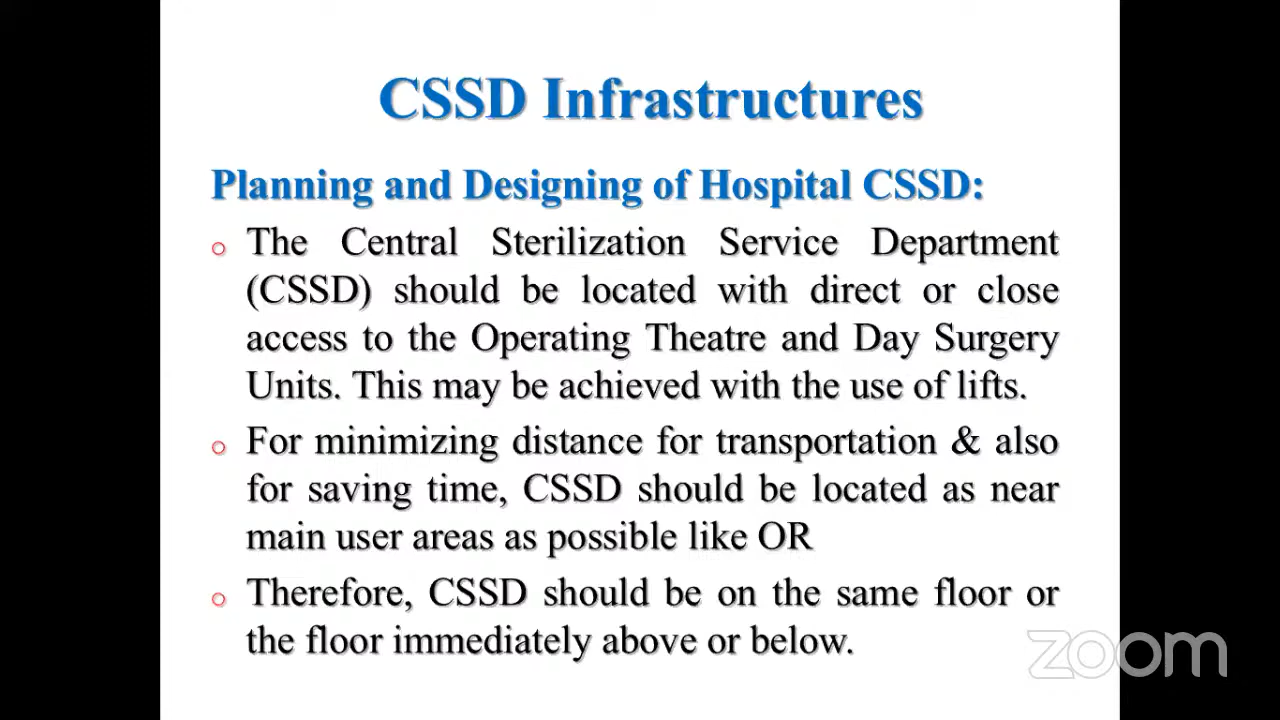 CSSD Infrastructures
Planning and Designing of Hospital CSSD:
o The Central Sterilization Service Department
(CSSD) should be located with direct or close
access to the Operating Theatre and Day Surgery
Units. This may be achieved with the use of lifts.
o For minimizing distance for transportation & also
for saving time, CSSD should be located as near
main user areas as possible like OR
o Therefore, CSSD should be on the same floor or
the floor immediately above or below.
zoom